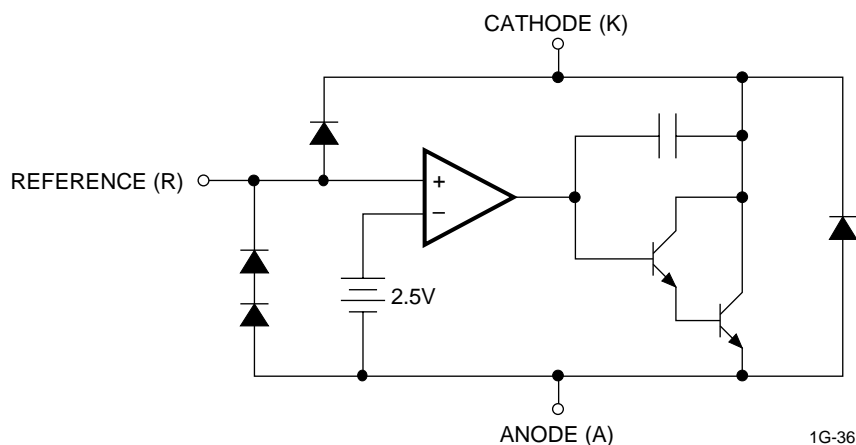 CATHODE (K)
REFERENCE (R)
+
−
2.5V
ANODE (A)
1G-36